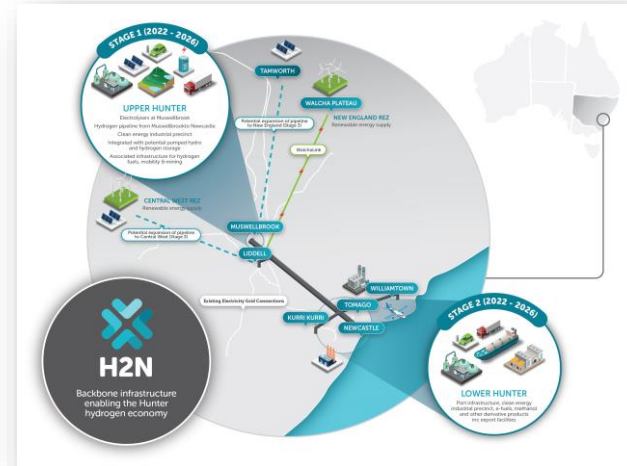 STAGE 1 (2022 - 2026)
UPPER HUNTER
Electrolysers at Muswellbrook
Hydrogen pipeline from Muswellbrook to Newcastle
Clean energy industrial precinct
Integrated with potential pumped hydro
and hydrogen storage
Associated infrastructure for hydrogen
fuels, mobility & mining
TAMWORTH
WALCHA PLATEAU
Potential expansion of pipeline
to New England (Stage 3)
NEW ENGLAND REZ
Renewable energy supply
WalchaLink
CENTRAL WEST REZ
Renewable energy supply
Potential expansion of pipeline
to Central West (Stage 3)
MUSWELLBROOK
LIDDELL
Existing Electricity Grid Connections
WILLIAMTOWN
TOMAGO
KURRI KURRI
NEWCASTLE
H2N
Backbone infrastructure
enabling the Hunter
hydrogen economy
STAGE 2 (2022 - 2026)
LOWER HUNTER
Port infrastructure, clean energy
industrial precinct, e-fuels, methanol
and other derivative products
inc export facilities